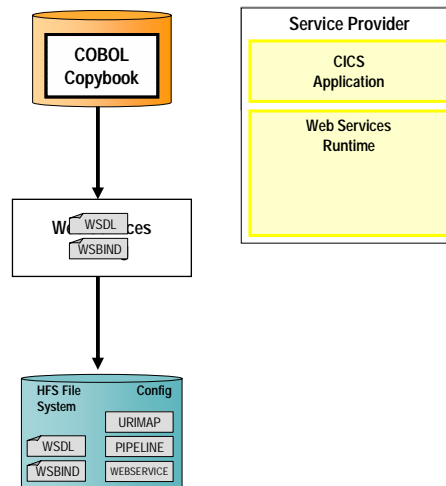 COBOL
Copybook
Service Provider
CICS
Application
Web Services
Runtime
WSDL
WSBIND
HFS File
System
Config
URIMAP
WSDL
PIPELINE
WSBIND
WEBSERVICE